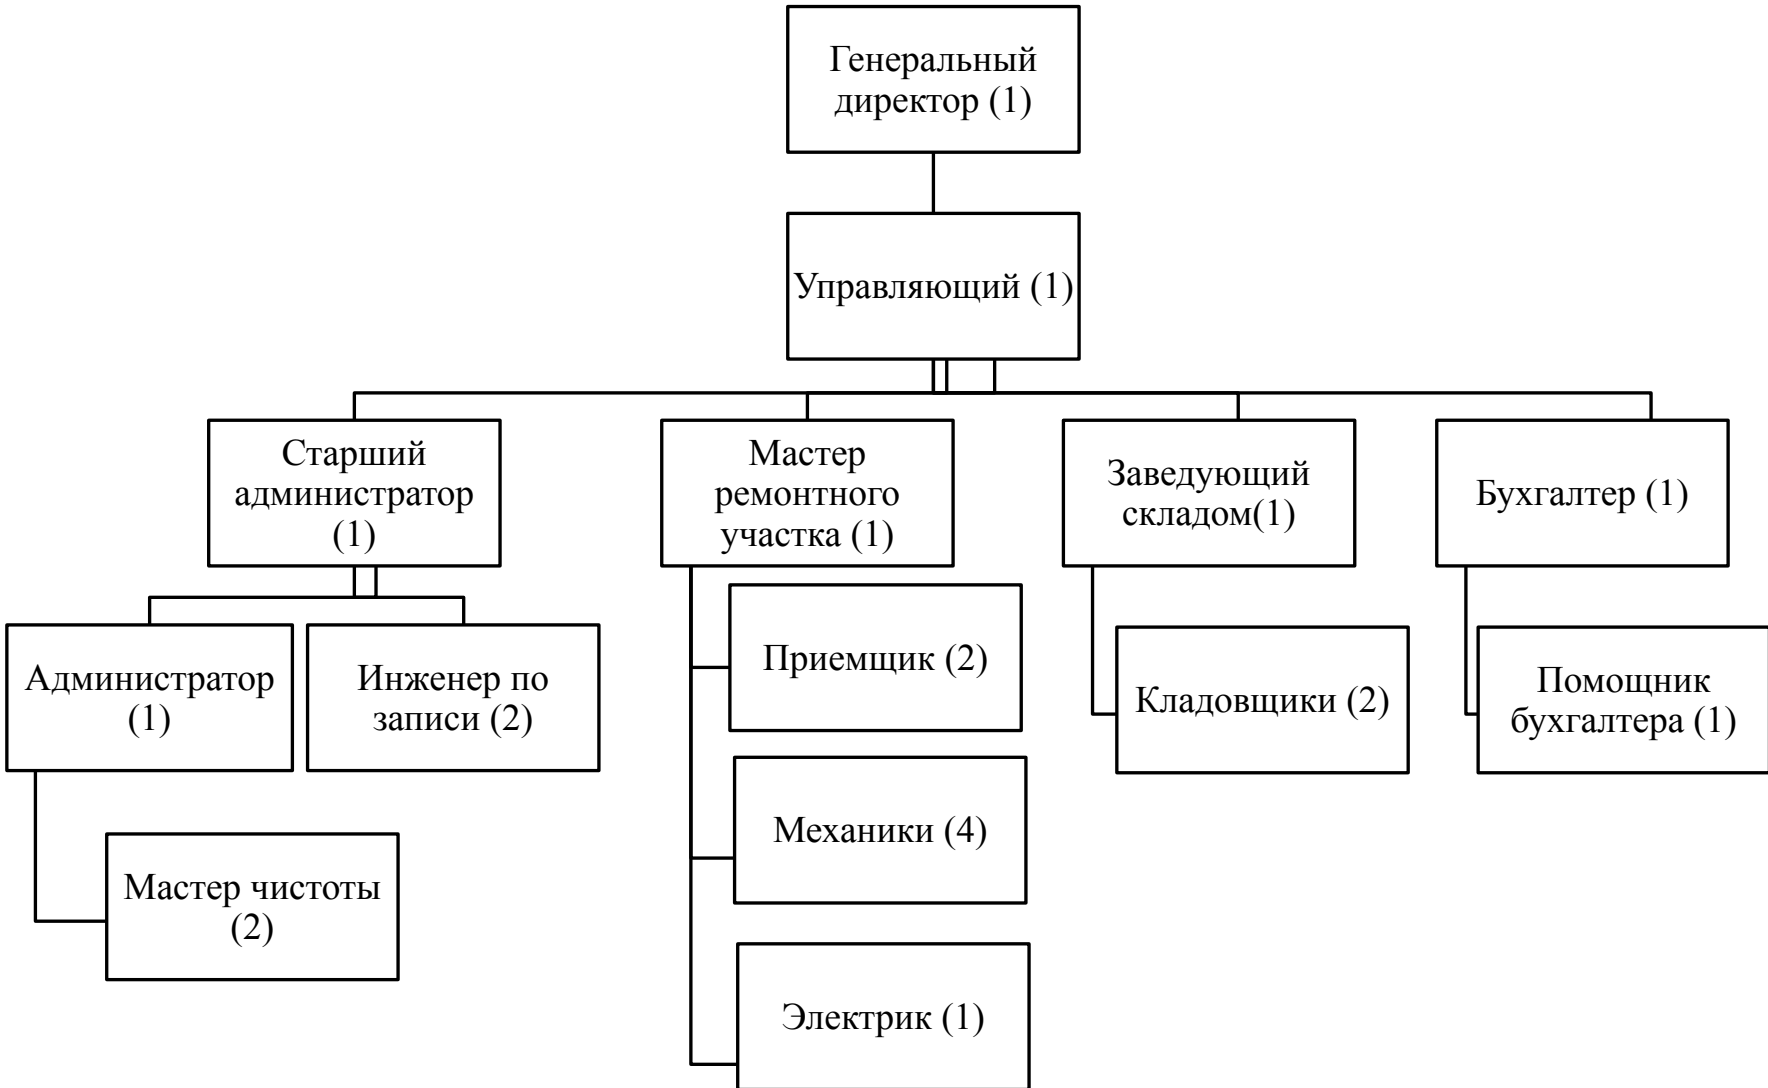 Генеральный
директор (1)
Управляющий (1)
Старший
администратор
(1)
Мастер
ремонтного
участка (1)
Заведующий
складом(1)
Бухгалтер (1)
Администратор
(1)
Инженер по
записи (2)
Приемщик (2)
Кладовщики (2)
Помощник
бухгалтера (1)
Механики (4)
Мастер чистоты
(2)
Электрик (1)